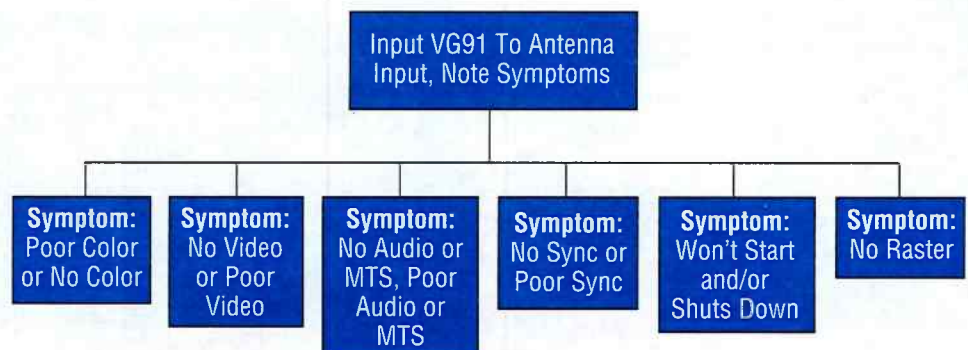 Input VG91 To Antenna
Input, Note Symptoms
Symptom:
Poor Color
or No Color
Symptom:
No Video
or Poor
Video
Symptom:
No Audio or
MTS, Poor
Audio or
MTS
Symptom:
No Sync or
Poor Sync
Symptom:
Won't Start
and/or
Shuts Down
Symptom:
No Raster